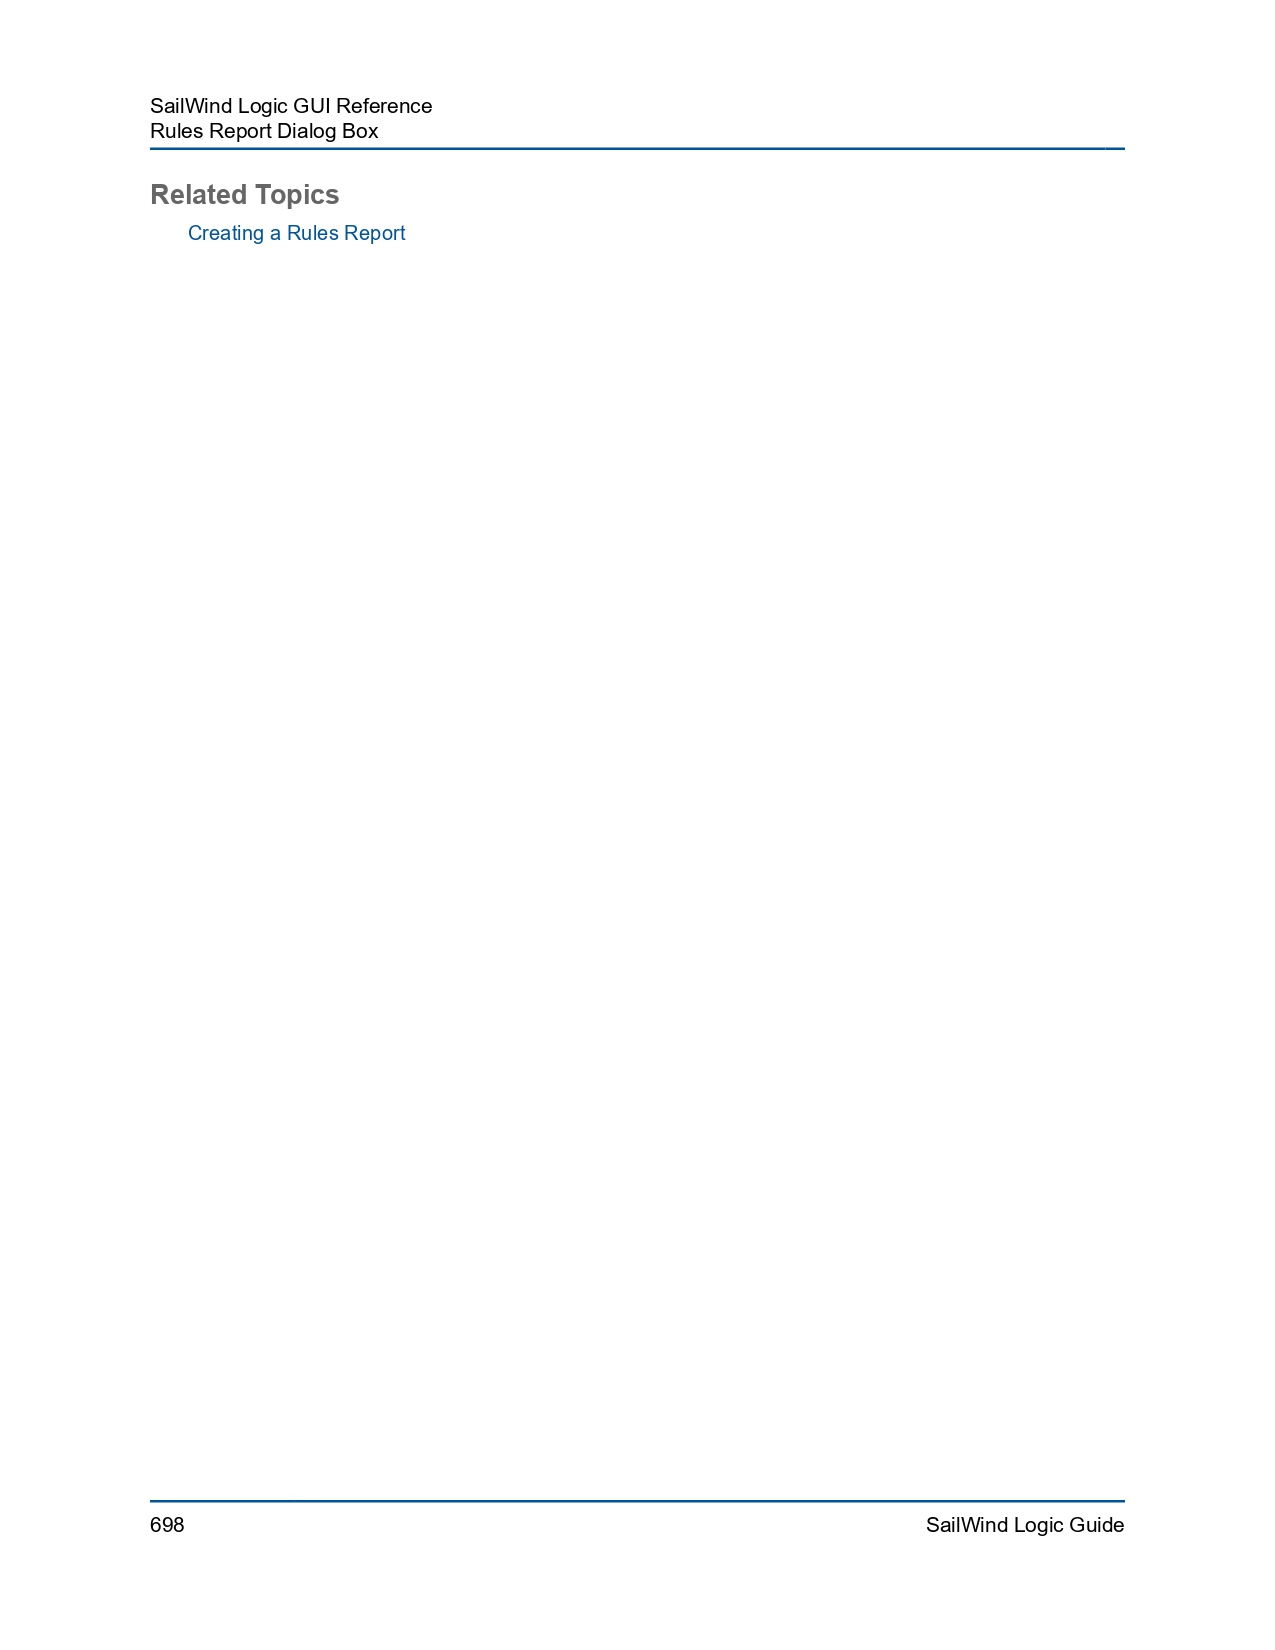 SailWind Logic GUI Reference
Rules Report Dialog Box
Related Topics
Creating a Rules Report
698
SailWind Logic Guide